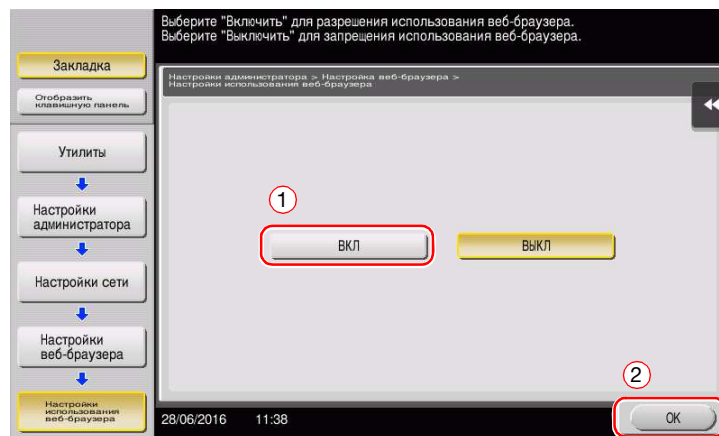 Выберите "Включить" для разрешения использования веб-браузера.
Выберите "Выключить" для запрещения использования веб-браузера.
Закладка
Отобразить
клавишную панель
Настройки администратора > Настройка веб-браузера >
Настройки использования веб-браузера
Утилиты
Настройки
администратора
Настройки сети
Настройки
веб-браузера
Настройки
использования
веб-браузера
1
ВКЛ
ВЫКЛ
2
28/06/2016 11:38
OK